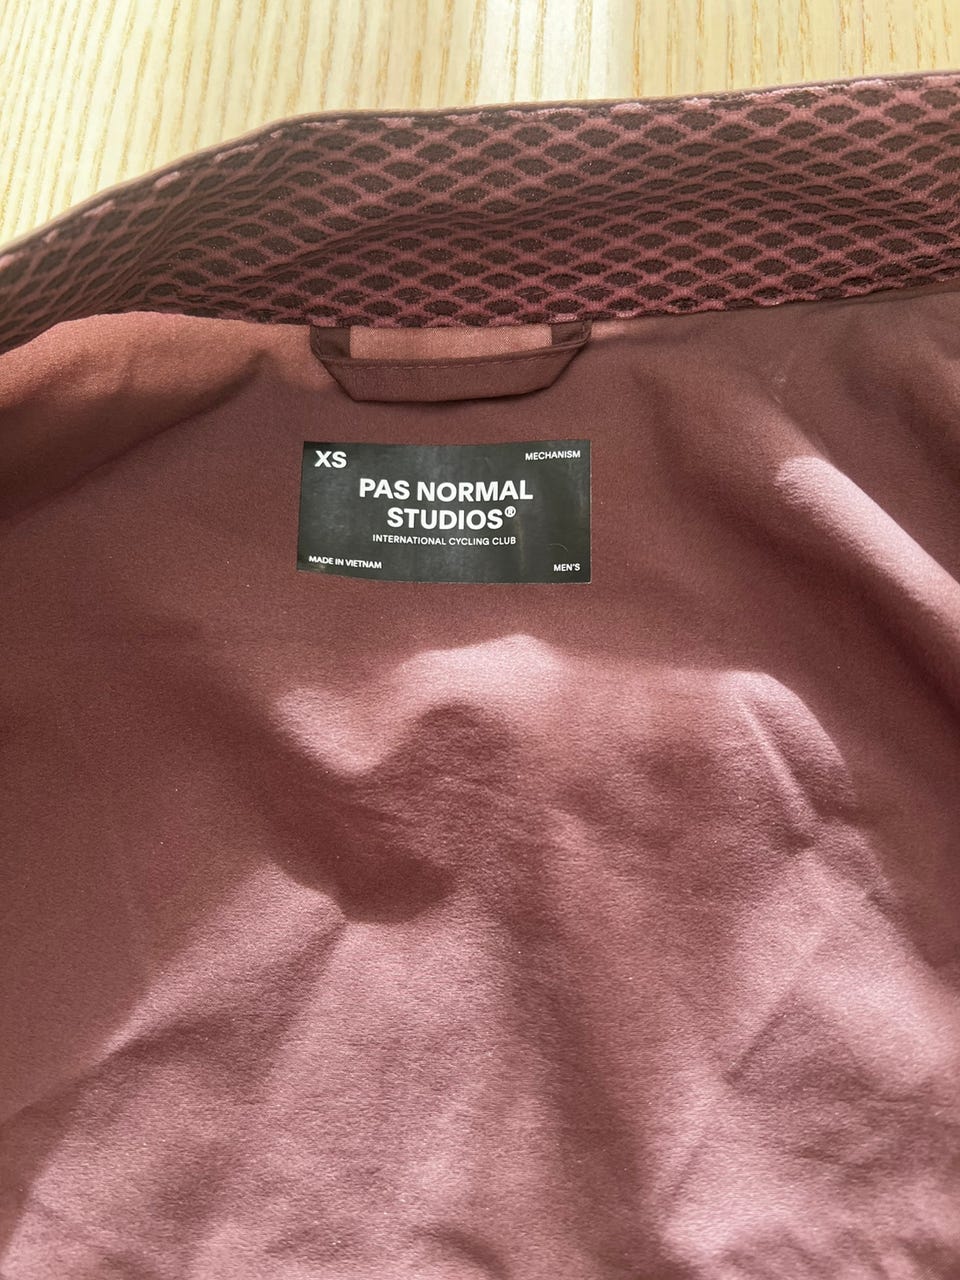 XS
MECHANISM
PAS NORMAL
STUDIOS®
INTERNATIONAL CYCLING CLUB
MADE IN VIETNAM
MEN'S